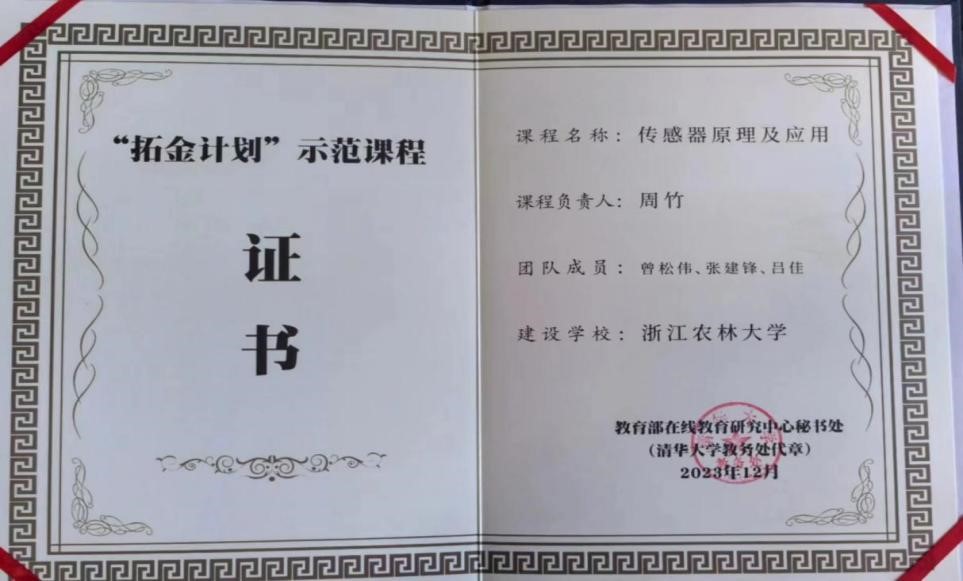 “拓金计划”示范课程
证
书
课程名称：传感器原理及应用
课程负责人：周竹
团队成员：曾松伟、张建锋、吕佳
建设学校：浙江农林大学
教育部在线教育研究中心秘书处
（清华大学教务处代章）
2023年12月